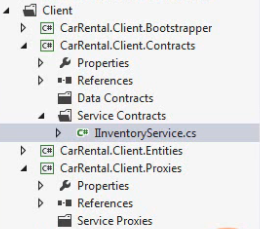 Client
C# CarRental.Client.Bootstrapper
C# CarRental.Client.Contracts
Properties
References
Data Contracts
Service Contracts
C# IInventoryService.cs
C# CarRental.Client.Entities
C# CarRental.Client.Proxies
Properties
References
Service Proxies